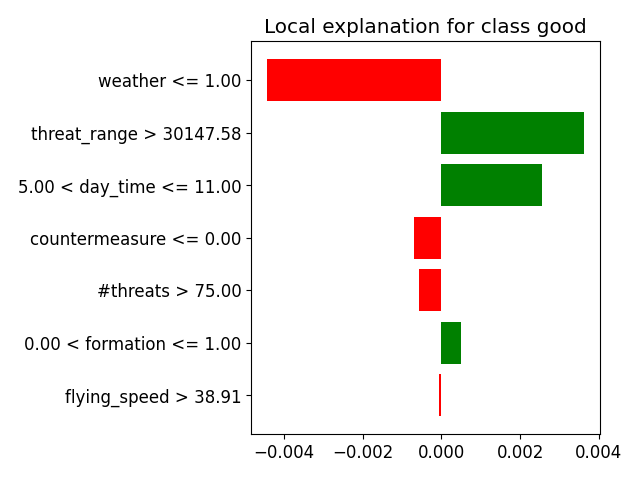 Local explanation for class good
weather <= 1.00
threat_range > 30147.58
5.00 < day_time <= 11.00
countermeasure <= 0.00
#threats > 75.00
0.00 < formation <= 1.00
flying_speed > 38.91
−0.004 −0.002 0.000 0.002 0.004